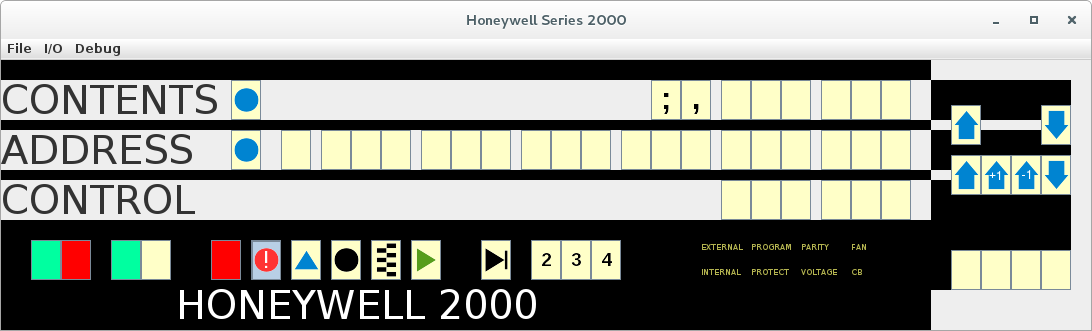 Honeywell Series 2000
File I/O Debug
CONTENTS ; ,
ADDRESS +1 -1
CONTROL
! 2 3 4
EXTERNAL PROGRAM PARITY FAN
INTERNAL PROTECT VOLTAGE CB
HONEYWELL 2000